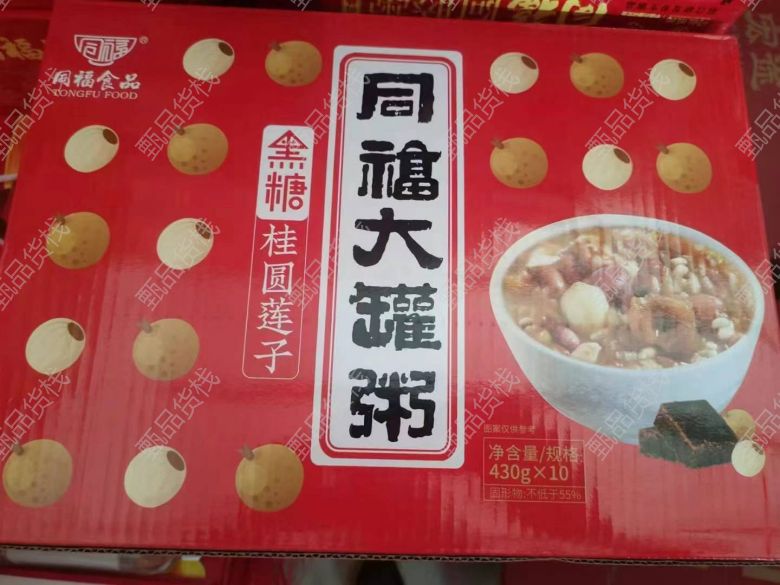 同福
®
同福食品
TONGFU FOOD
黑糖
桂圆莲子
同福大罐粥
图案仅供参考
净含量/规格
430g×10
固形物:不低于55%
甄品货栈